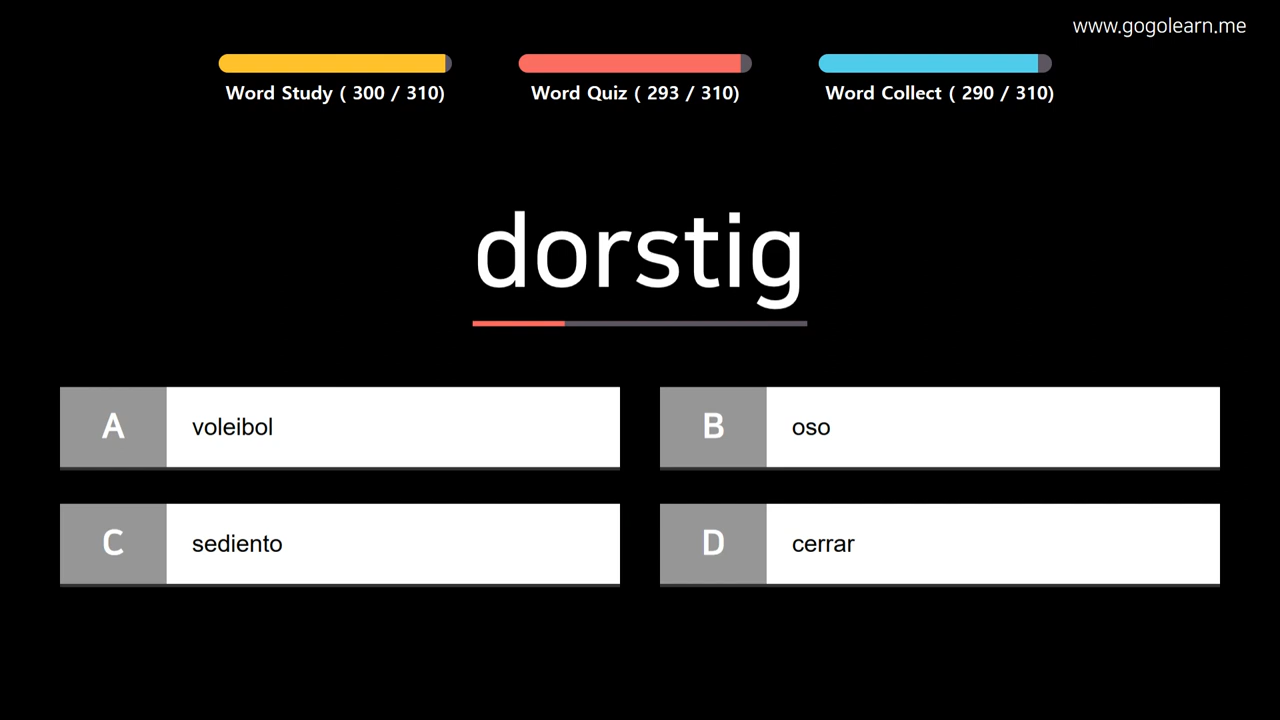 www.gogolearn.me
Word Study ( 300 / 310)
Word Quiz ( 293 / 310)
Word Collect ( 290 / 310)
dorstig
A voleibol
B oso
C sediento
D cerrar